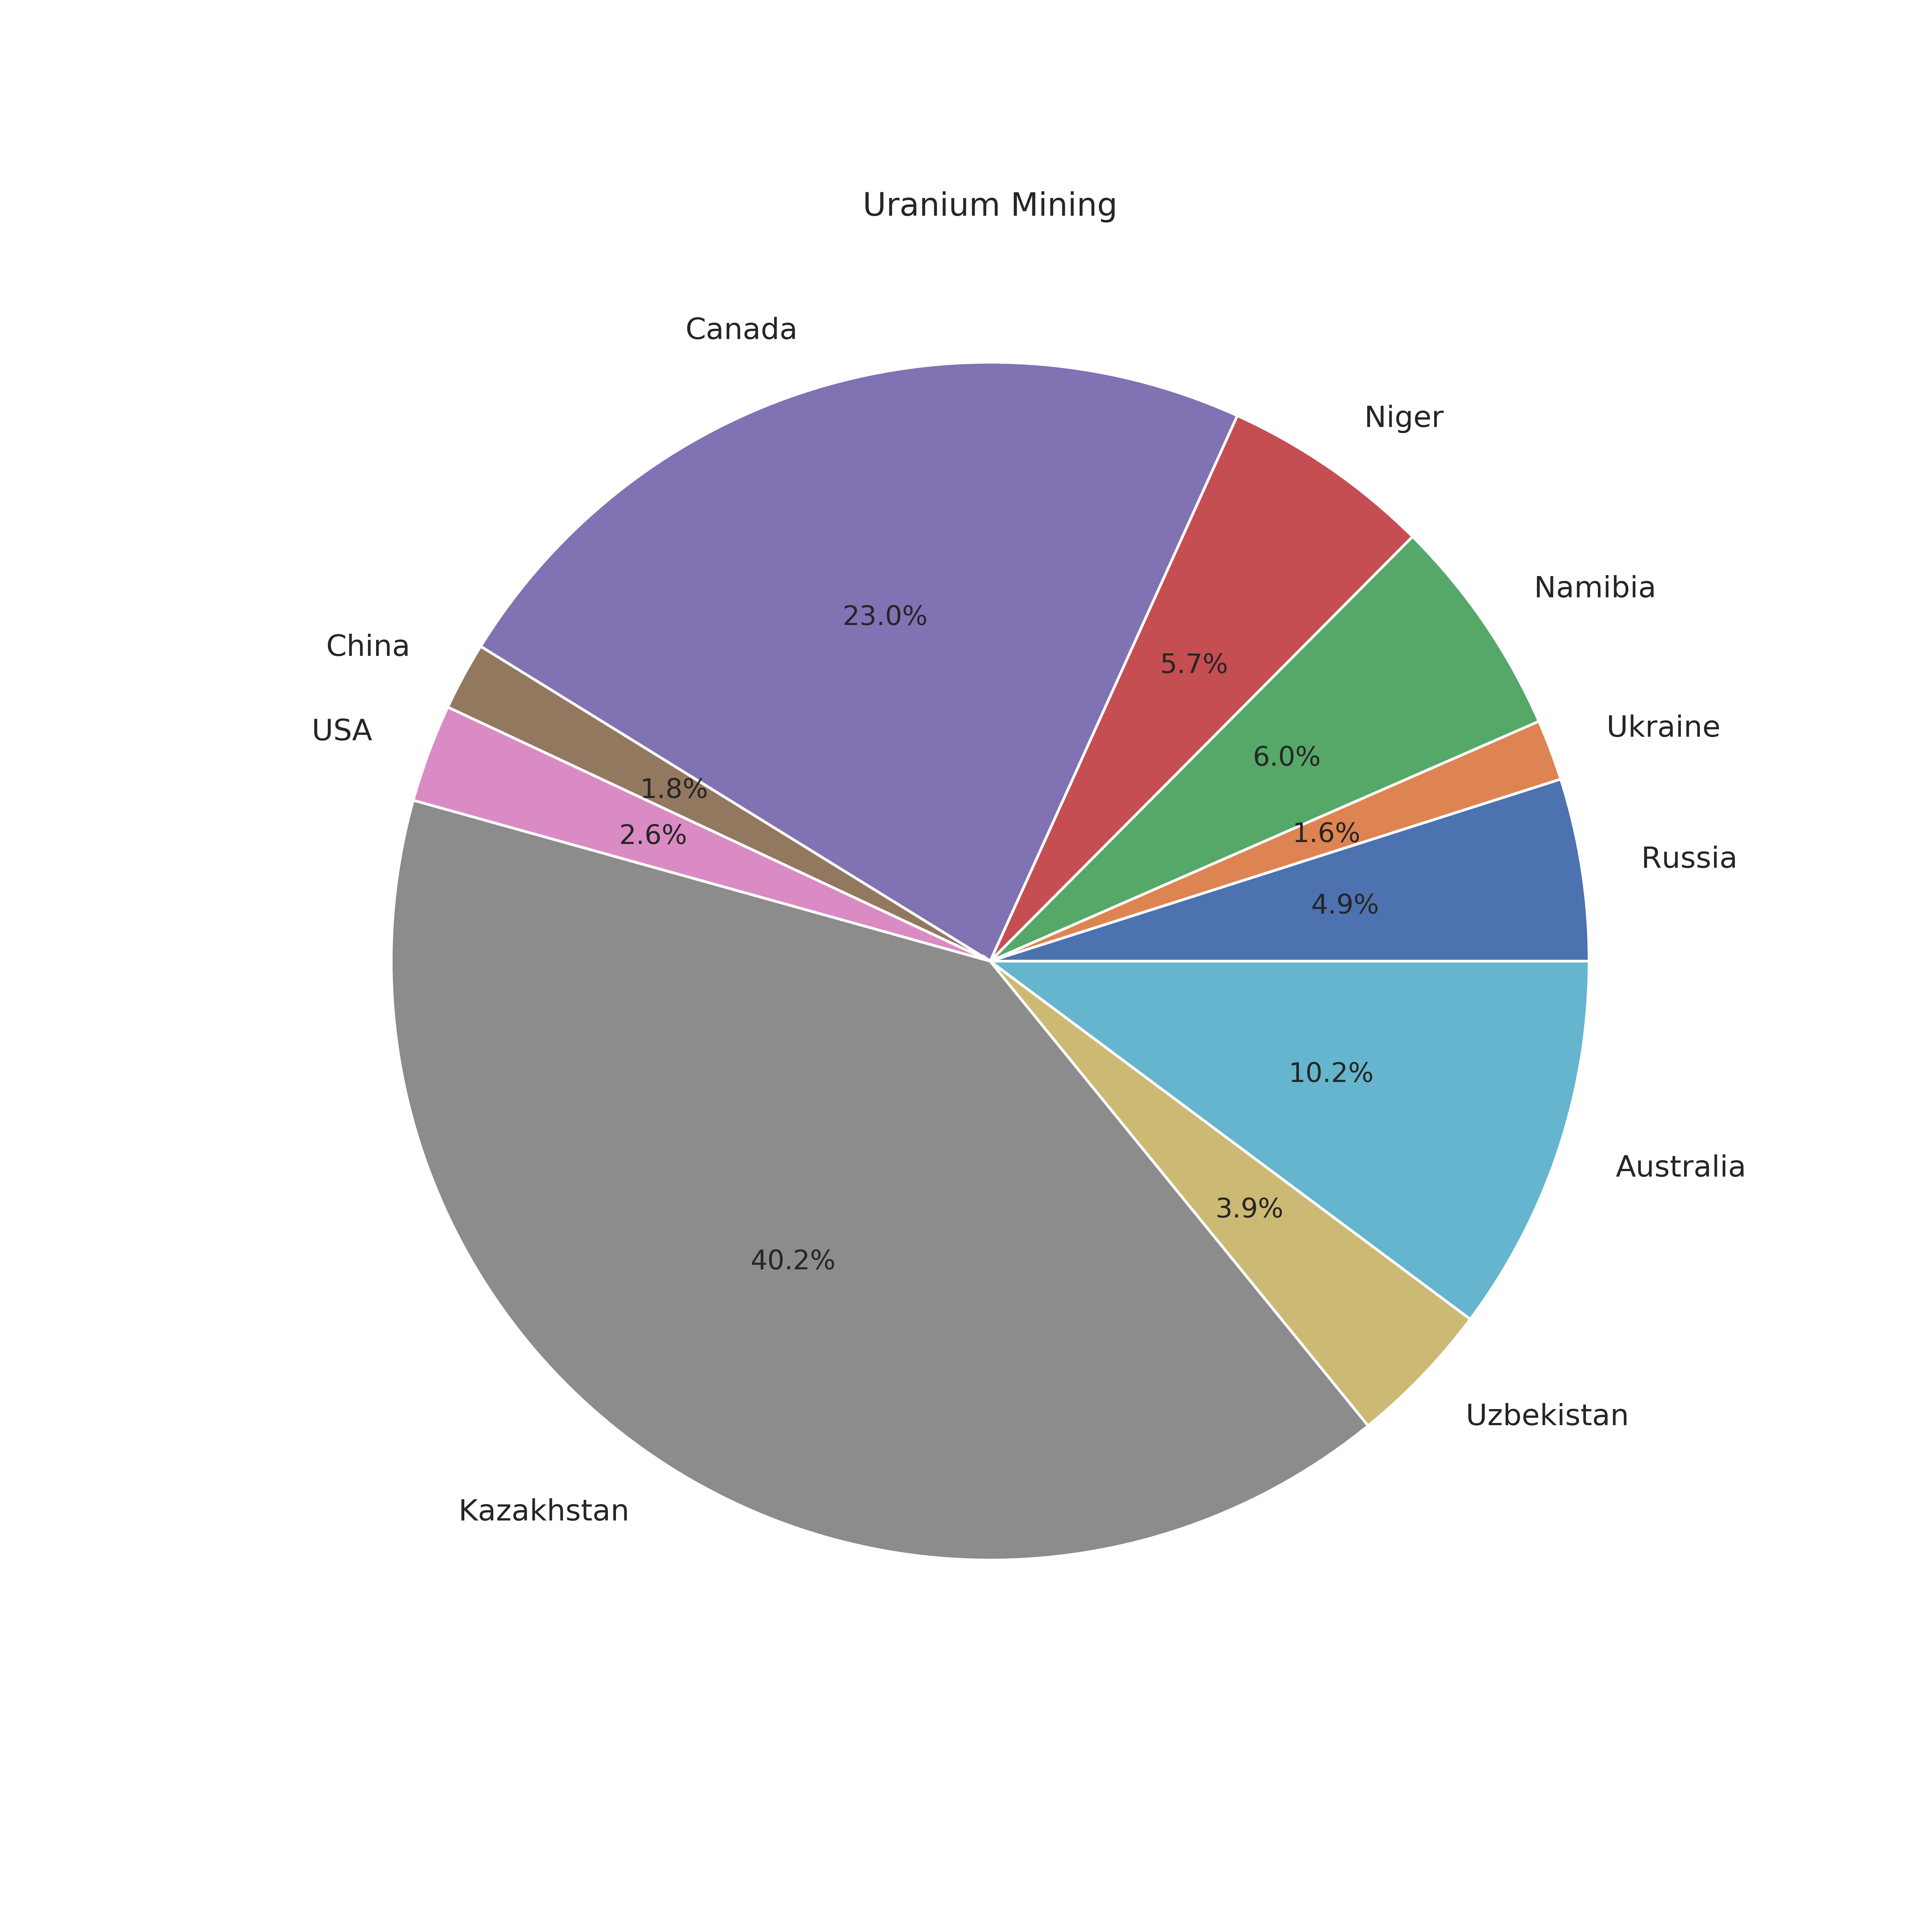 Uranium Mining
Canada
Niger
Namibia
China
23.0%
5.7%
Ukraine
USA
6.0%
1.8%
2.6%
1.6%
Russia
4.9%
10.2%
Australia
3.9%
40.2%
Uzbekistan
Kazakhstan